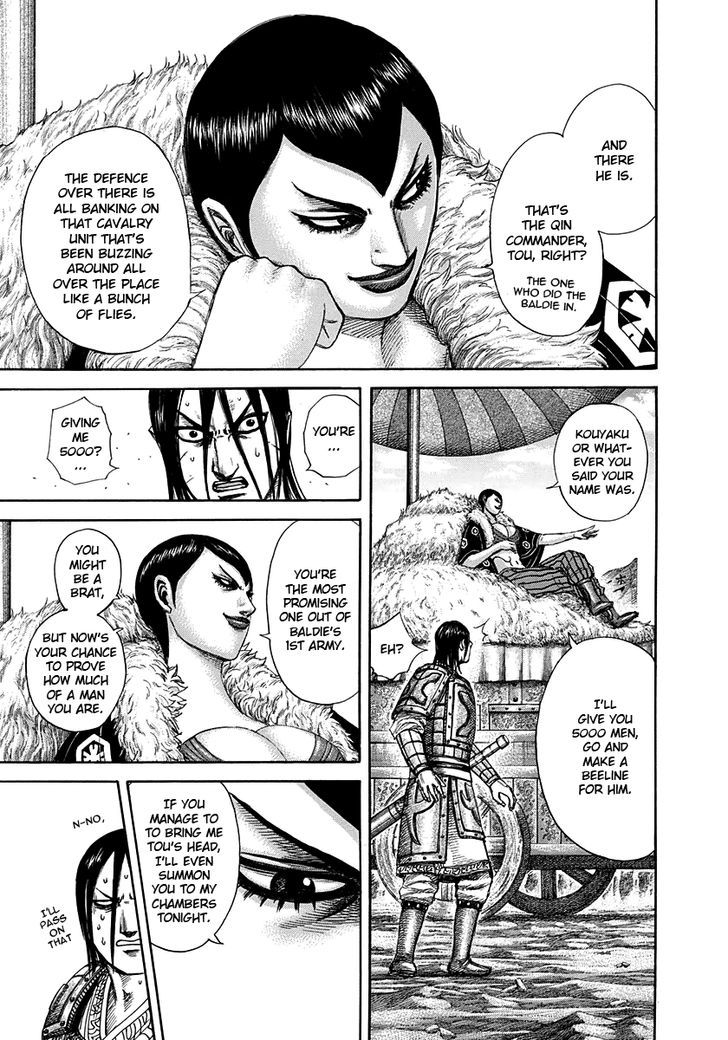 AND
THERE
HE IS.
THAT'S
THE QIN
COMMANDER,
TOU, RIGHT?
THE ONE
WHO DID THE
BALDIE IN.
THE DEFENCE
OVER THERE IS
ALL BANKING ON
THAT CAVALRY
UNIT THAT'S
BEEN BUZZING
AROUND ALL
OVER THE PLACE
LIKE A BUNCH
OF FLIES.
KOUYAKU
OR WHAT-
EVER YOU
SAID YOUR
NAME WAS.
EH?
I'LL
GIVE YOU
5000 MEN,
GO AND
MAKE A
BEELINE
FOR HIM.
YOU'RE
...
GIVING
ME
5000?
...
YOU'RE
THE MOST
PROMISING
ONE OUT OF
BALDIE'S
1ST ARMY.
YOU
MIGHT
BE A
BRAT,
BUT NOW'S
YOUR CHANCE
TO PROVE
HOW MUCH
OF A MAN
YOU ARE.
IF YOU
MANAGE TO
TO BRING ME
TOU'S HEAD,
I'LL EVEN
SUMMON
YOU TO MY
CHAMBERS
TONIGHT.
N-NO,
I'LL
PASS
ON
THAT